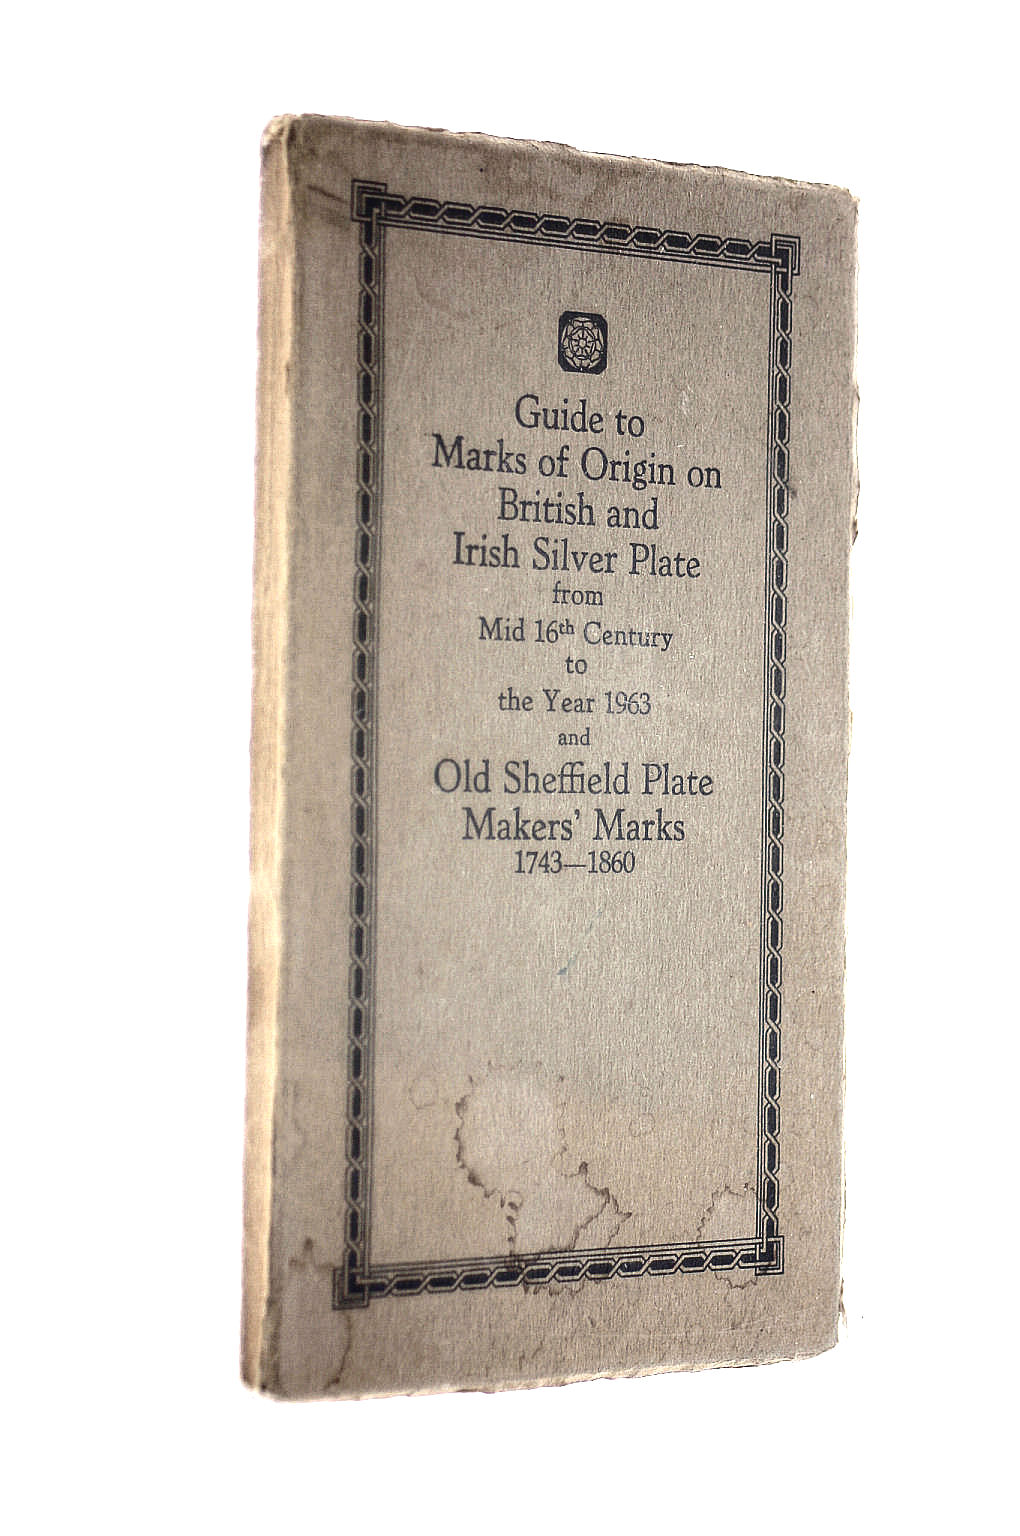 Guide to
Marks of Origin on
British and
Irish Silver Plate
from
Mid 16th Century
to
the Year 1963
and
Old Sheffield Plate
Makers' Marks
1743—1860